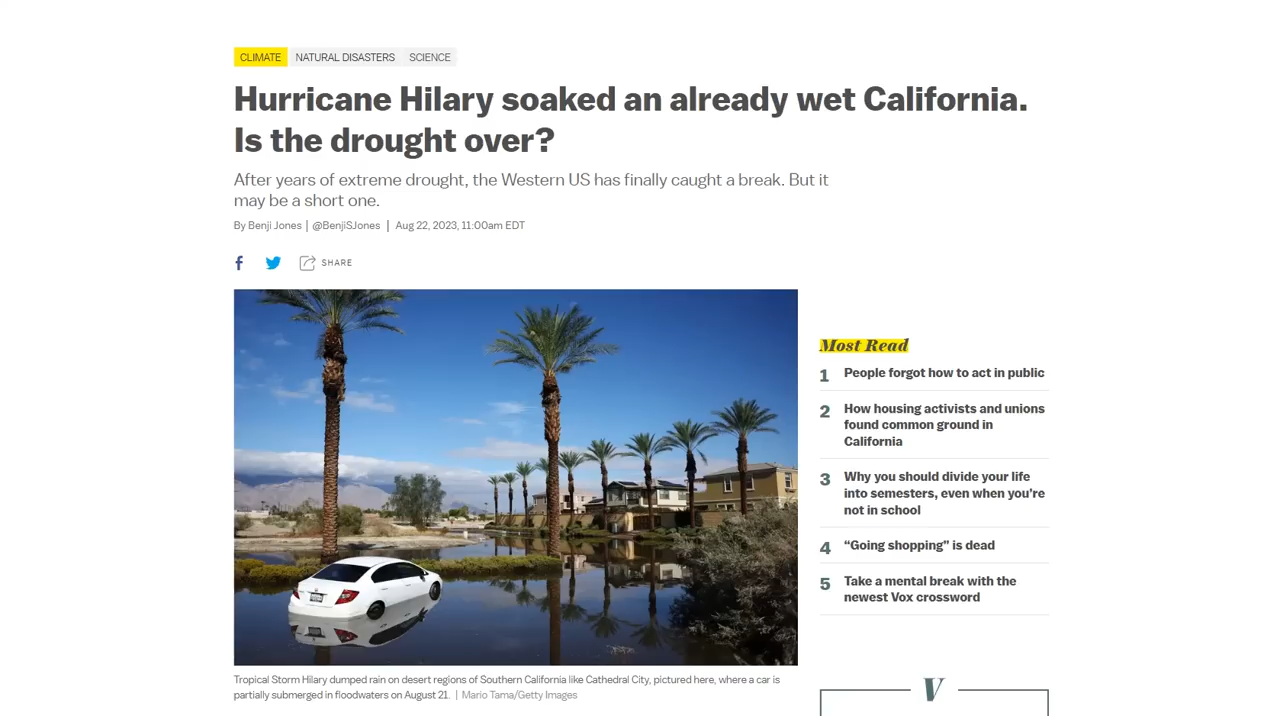 CLIMATE NATURAL DISASTERS SCIENCE
Hurricane Hilary soaked an already wet California.
Is the drought over?
After years of extreme drought, the Western US has finally caught a break. But it
may be a short one.
By Benji Jones | @BenjiSJones | Aug 22, 2023, 11:00am EDT
f SHARE
Tropical Storm Hilary dumped rain on desert regions of Southern California like Cathedral City, pictured here, where a car is
partially submerged in floodwaters on August 21. | Mario Tama/Getty Images
Most Read
1 People forgot how to act in public
2 How housing activists and unions
found common ground in
California
3 Why you should divide your life
into semesters, even when you're
not in school
4 “Going shopping” is dead
5 Take a mental break with the
newest Vox crossword
V